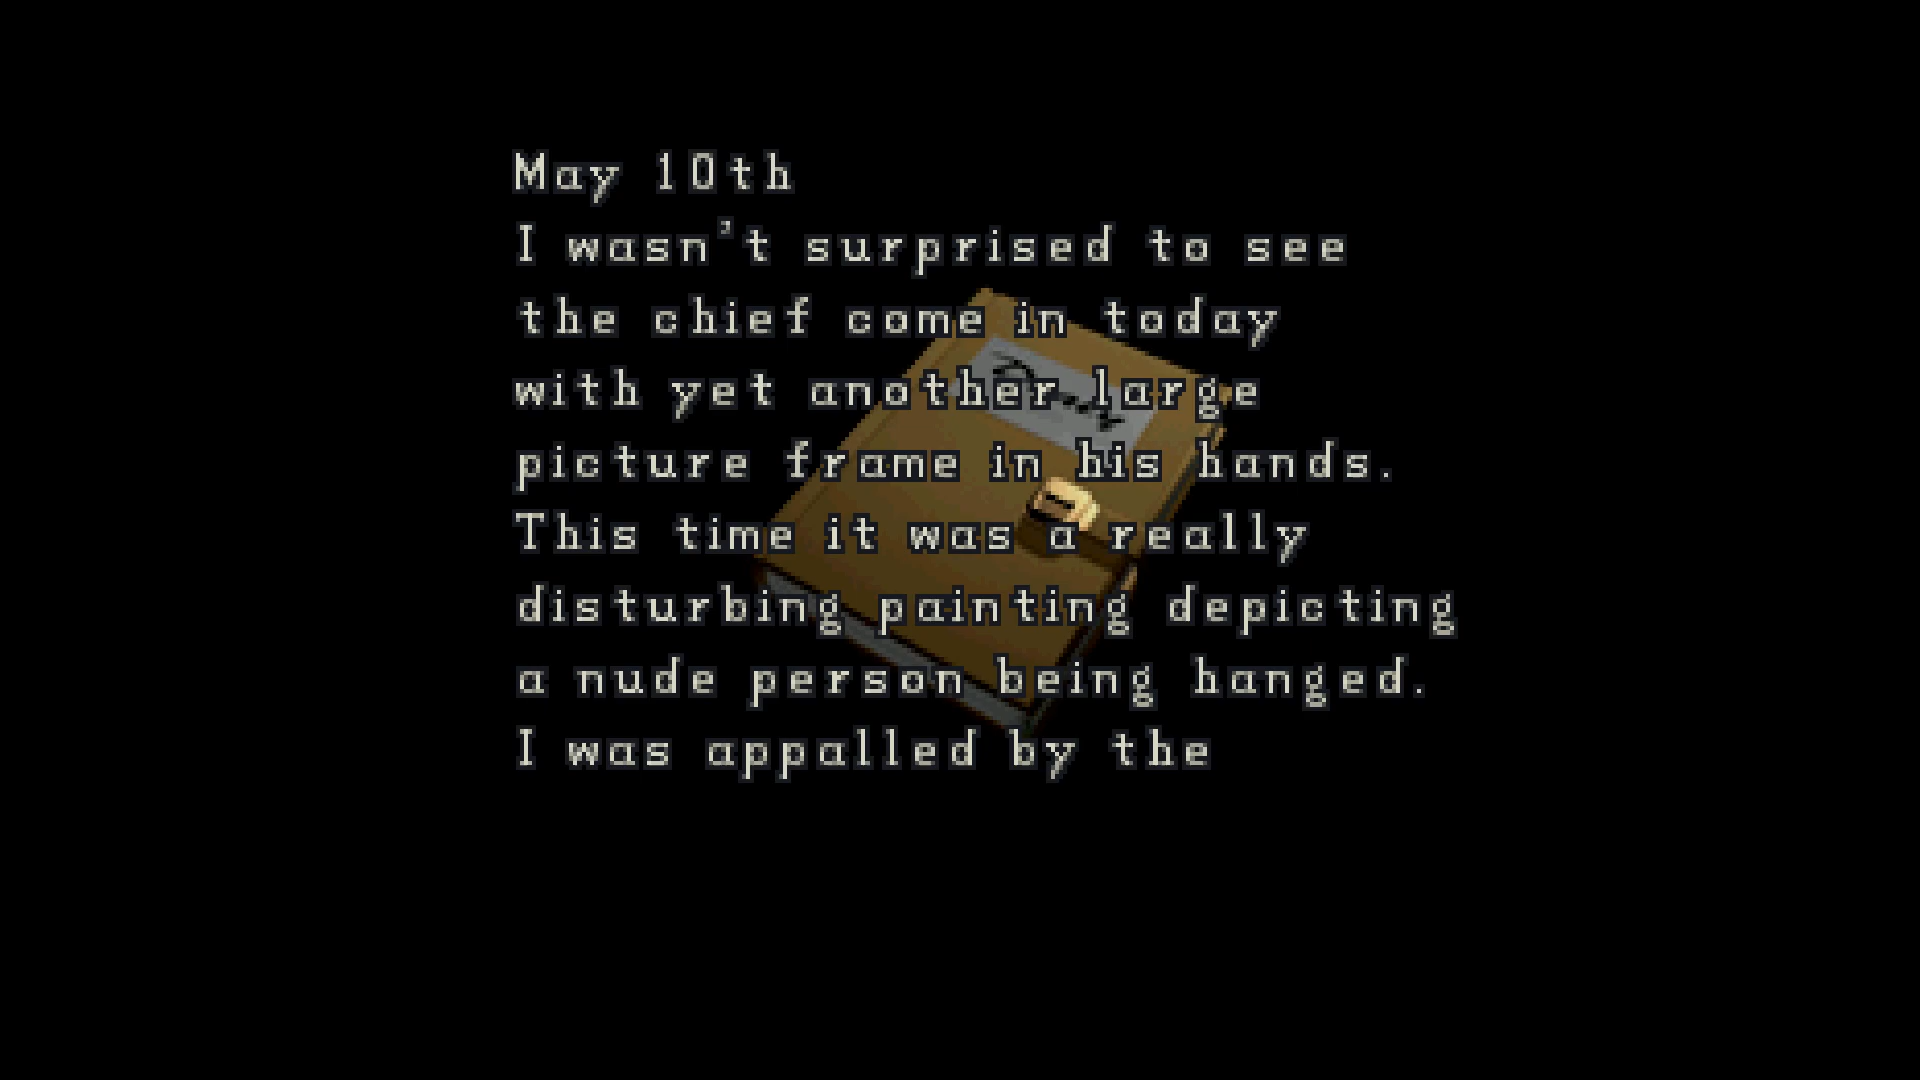 May 10th
I wasn't surprised to see
the chief come in today
with yet another large
picture frame in his hands.
This time it was a really
disturbing painting depicting
a nude person being hanged.
I was appalled by the
Diary